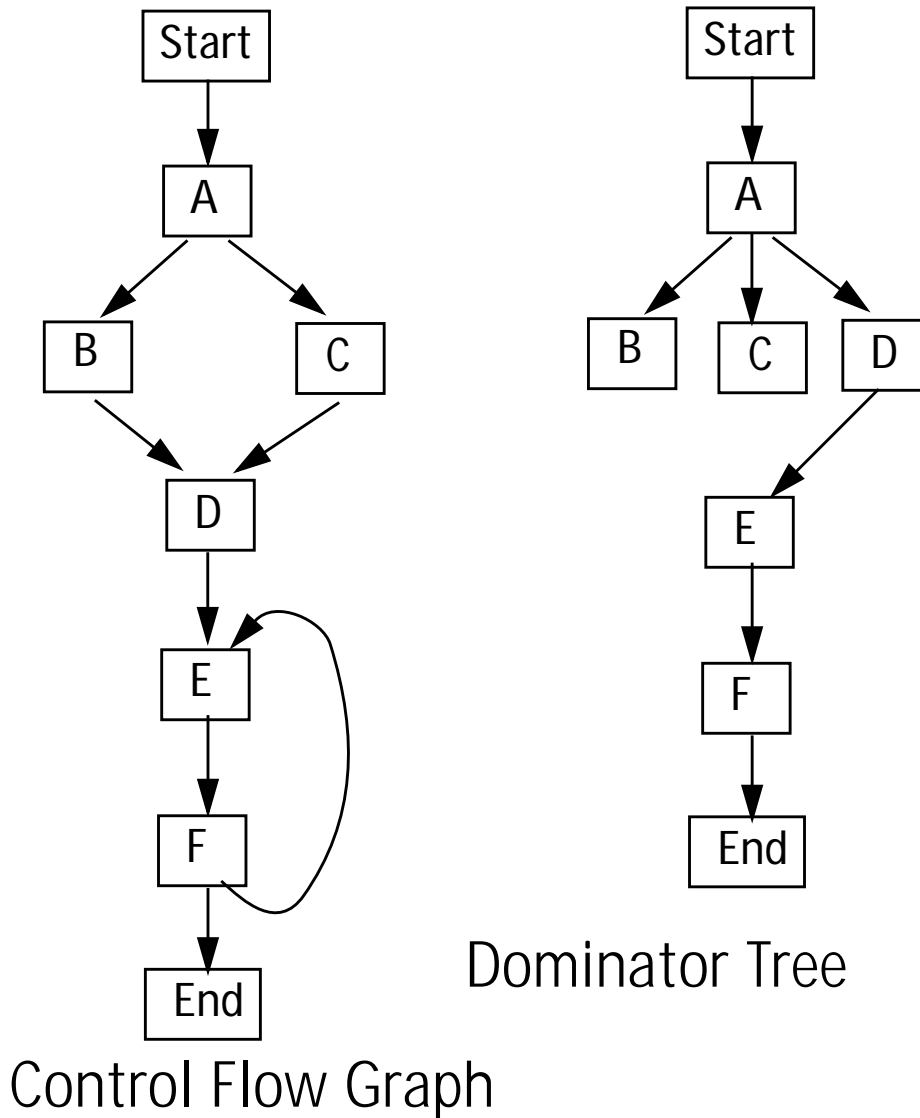 Start
A
B
C
D
E
F
End
Control Flow Graph
Start
A
B
C
D
E
F
End
Dominator Tree